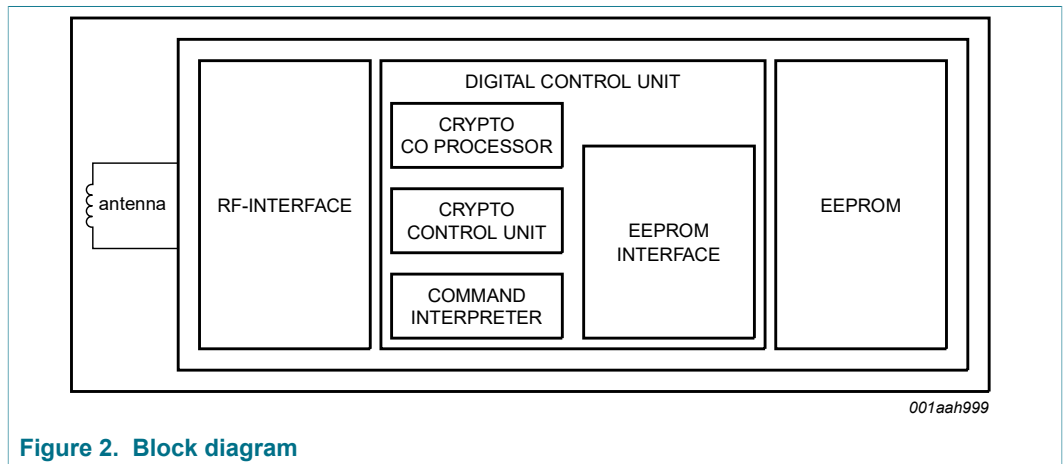 DIGITAL CONTROL UNIT
CRYPTO
CO PROCESSOR
antenna
RF-INTERFACE
CRYPTO
CONTROL UNIT
EEPROM
INTERFACE
EEPROM
COMMAND
INTERPRETER
001aah999
Figure 2. Block diagram